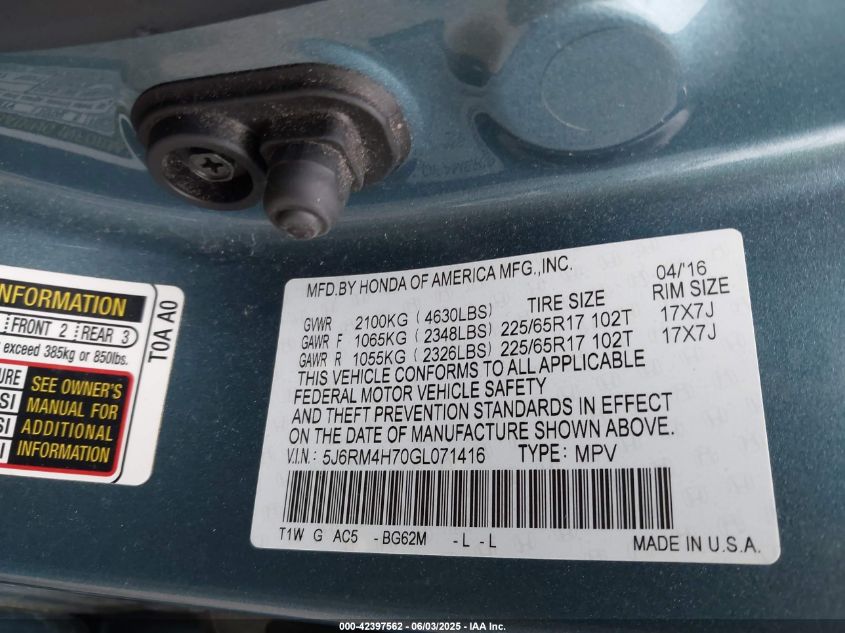 MFD.BY HONDA OF AMERICA MFG.,INC. 04/'16
TIRE SIZE RIM SIZE
GVWR 2100KG (4630LBS)
GAWR F 1065KG (2348LBS) 225/65R17 102T 17X7J
GAWR R 1055KG (2326LBS) 225/65R17 102T 17X7J
THIS VEHICLE CONFORMS TO ALL APPLICABLE
FEDERAL MOTOR VEHICLE SAFETY
AND THEFT PREVENTION STANDARDS IN EFFECT
ON THE DATE OF MANUFACTURE SHOWN ABOVE.
V.I.N: 5J6RM4H70GL071416 TYPE: MPV
T1W G AC5 -BG62M -L -L
MADE IN U.S.A.
INFORMATION
FRONT 2 REAR 3
exceed 385kg or 850lbs.
T0A A0
SEE OWNER'S
MANUAL FOR
ADDITIONAL
INFORMATION
000-42397562 - 06/03/2025 - IAA Inc.